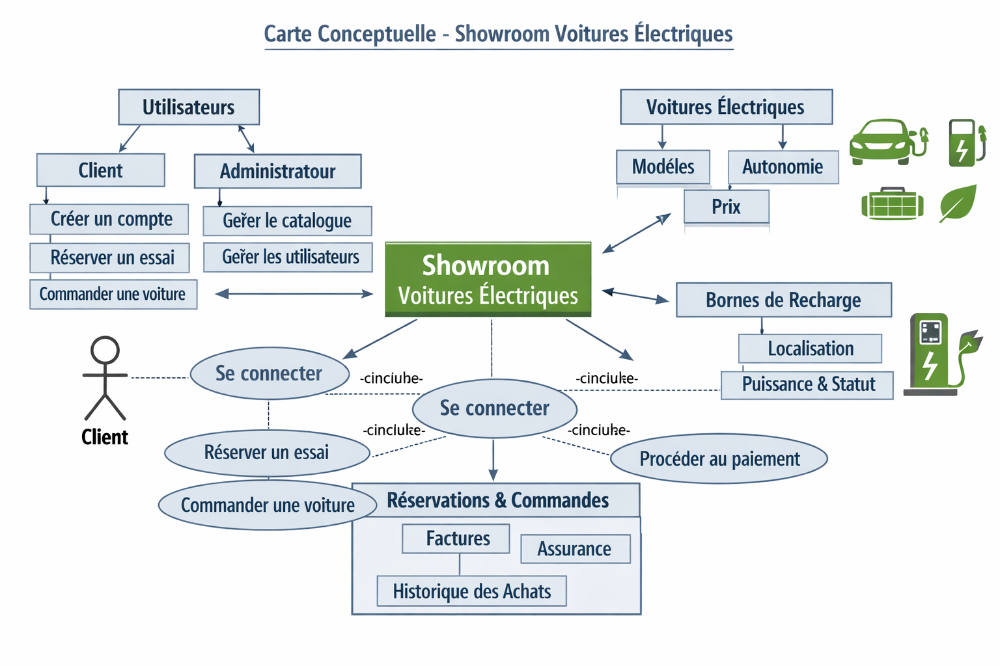 Carte Conceptuelle - Showroom Voitures Électriques
Utilisateurs
Client
Administratour
Créer un compte
Réserver un essai
Commander une voiture
Geřer le catalogue
Geřer les utilisateurs
Voitures Électriques
Modéles
Autonomie
Prix
Showroom
Voitures Électriques
Bornes de Recharge
Localisation
Puissance & Statut
Client
Se connecter
-cinciuhe-
-cinciuke-
Se connecter
-cinciuke-
-cinciuhe-
Réserver un essai
Commander une voiture
Procéder au paiement
Réservations & Commandes
Factures
Assurance
Historique des Achats